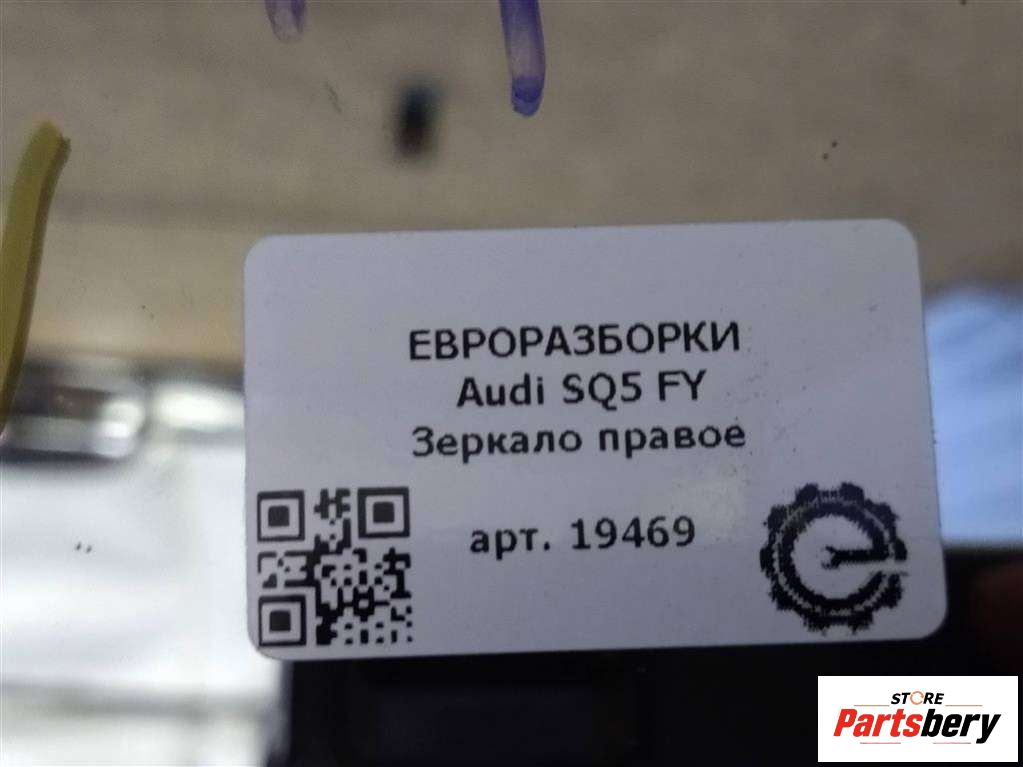 ЕВРОРАЗБОРКИ
Audi SQ5 FY
Зеркало правое
арт. 19469
STORE
Partsbery